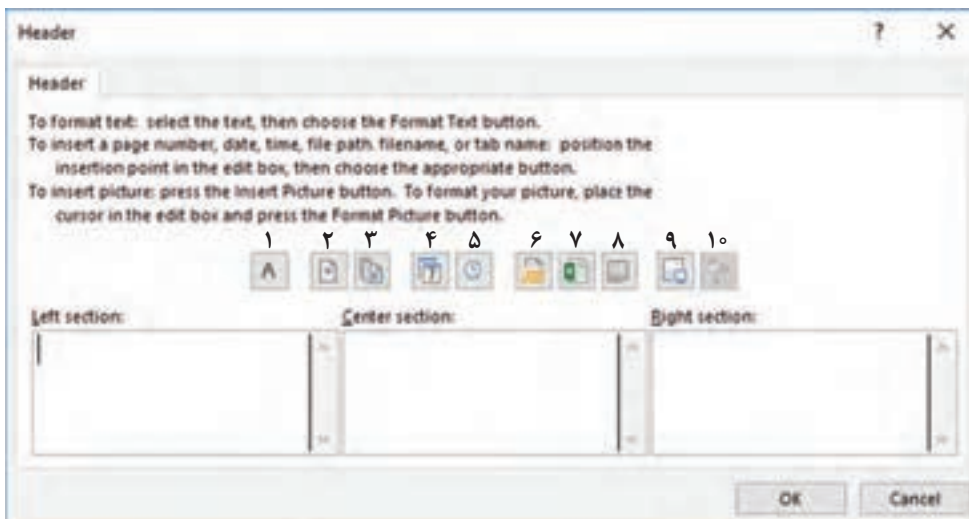 Header ? ×
Header
To format text: select the text, then choose the Format Text button.
To insert a page number, date, time, file path, filename, or tab name: position the
insertion point in the edit box, then choose the appropriate button.
To insert picture: press the Insert Picture button. To format your picture, place the
cursor in the edit box and press the Format Picture button.
۱ ۲ ۳ ۴ ۵ ۶ ۷ ۸ ۹ ۱۰
A
Left section: Center section: Right section:
OK Cancel